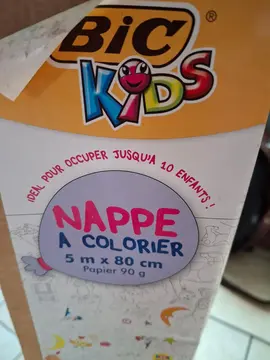 BiC
KIDS
IDÉAL POUR OCCUPER JUSQU'À 10 ENFANTS !
NAPPE
A COLORIER
5 m x 80 cm
Papier 90 g